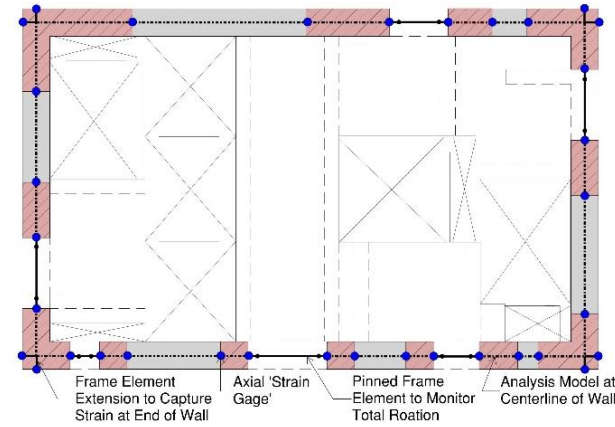 Frame Element
Extension to Capture
Strain at End of Wall
Axial 'Strain
Gage'
Pinned Frame
Element to Monitor
Total Roation
Analysis Model at
Centerline of Wall